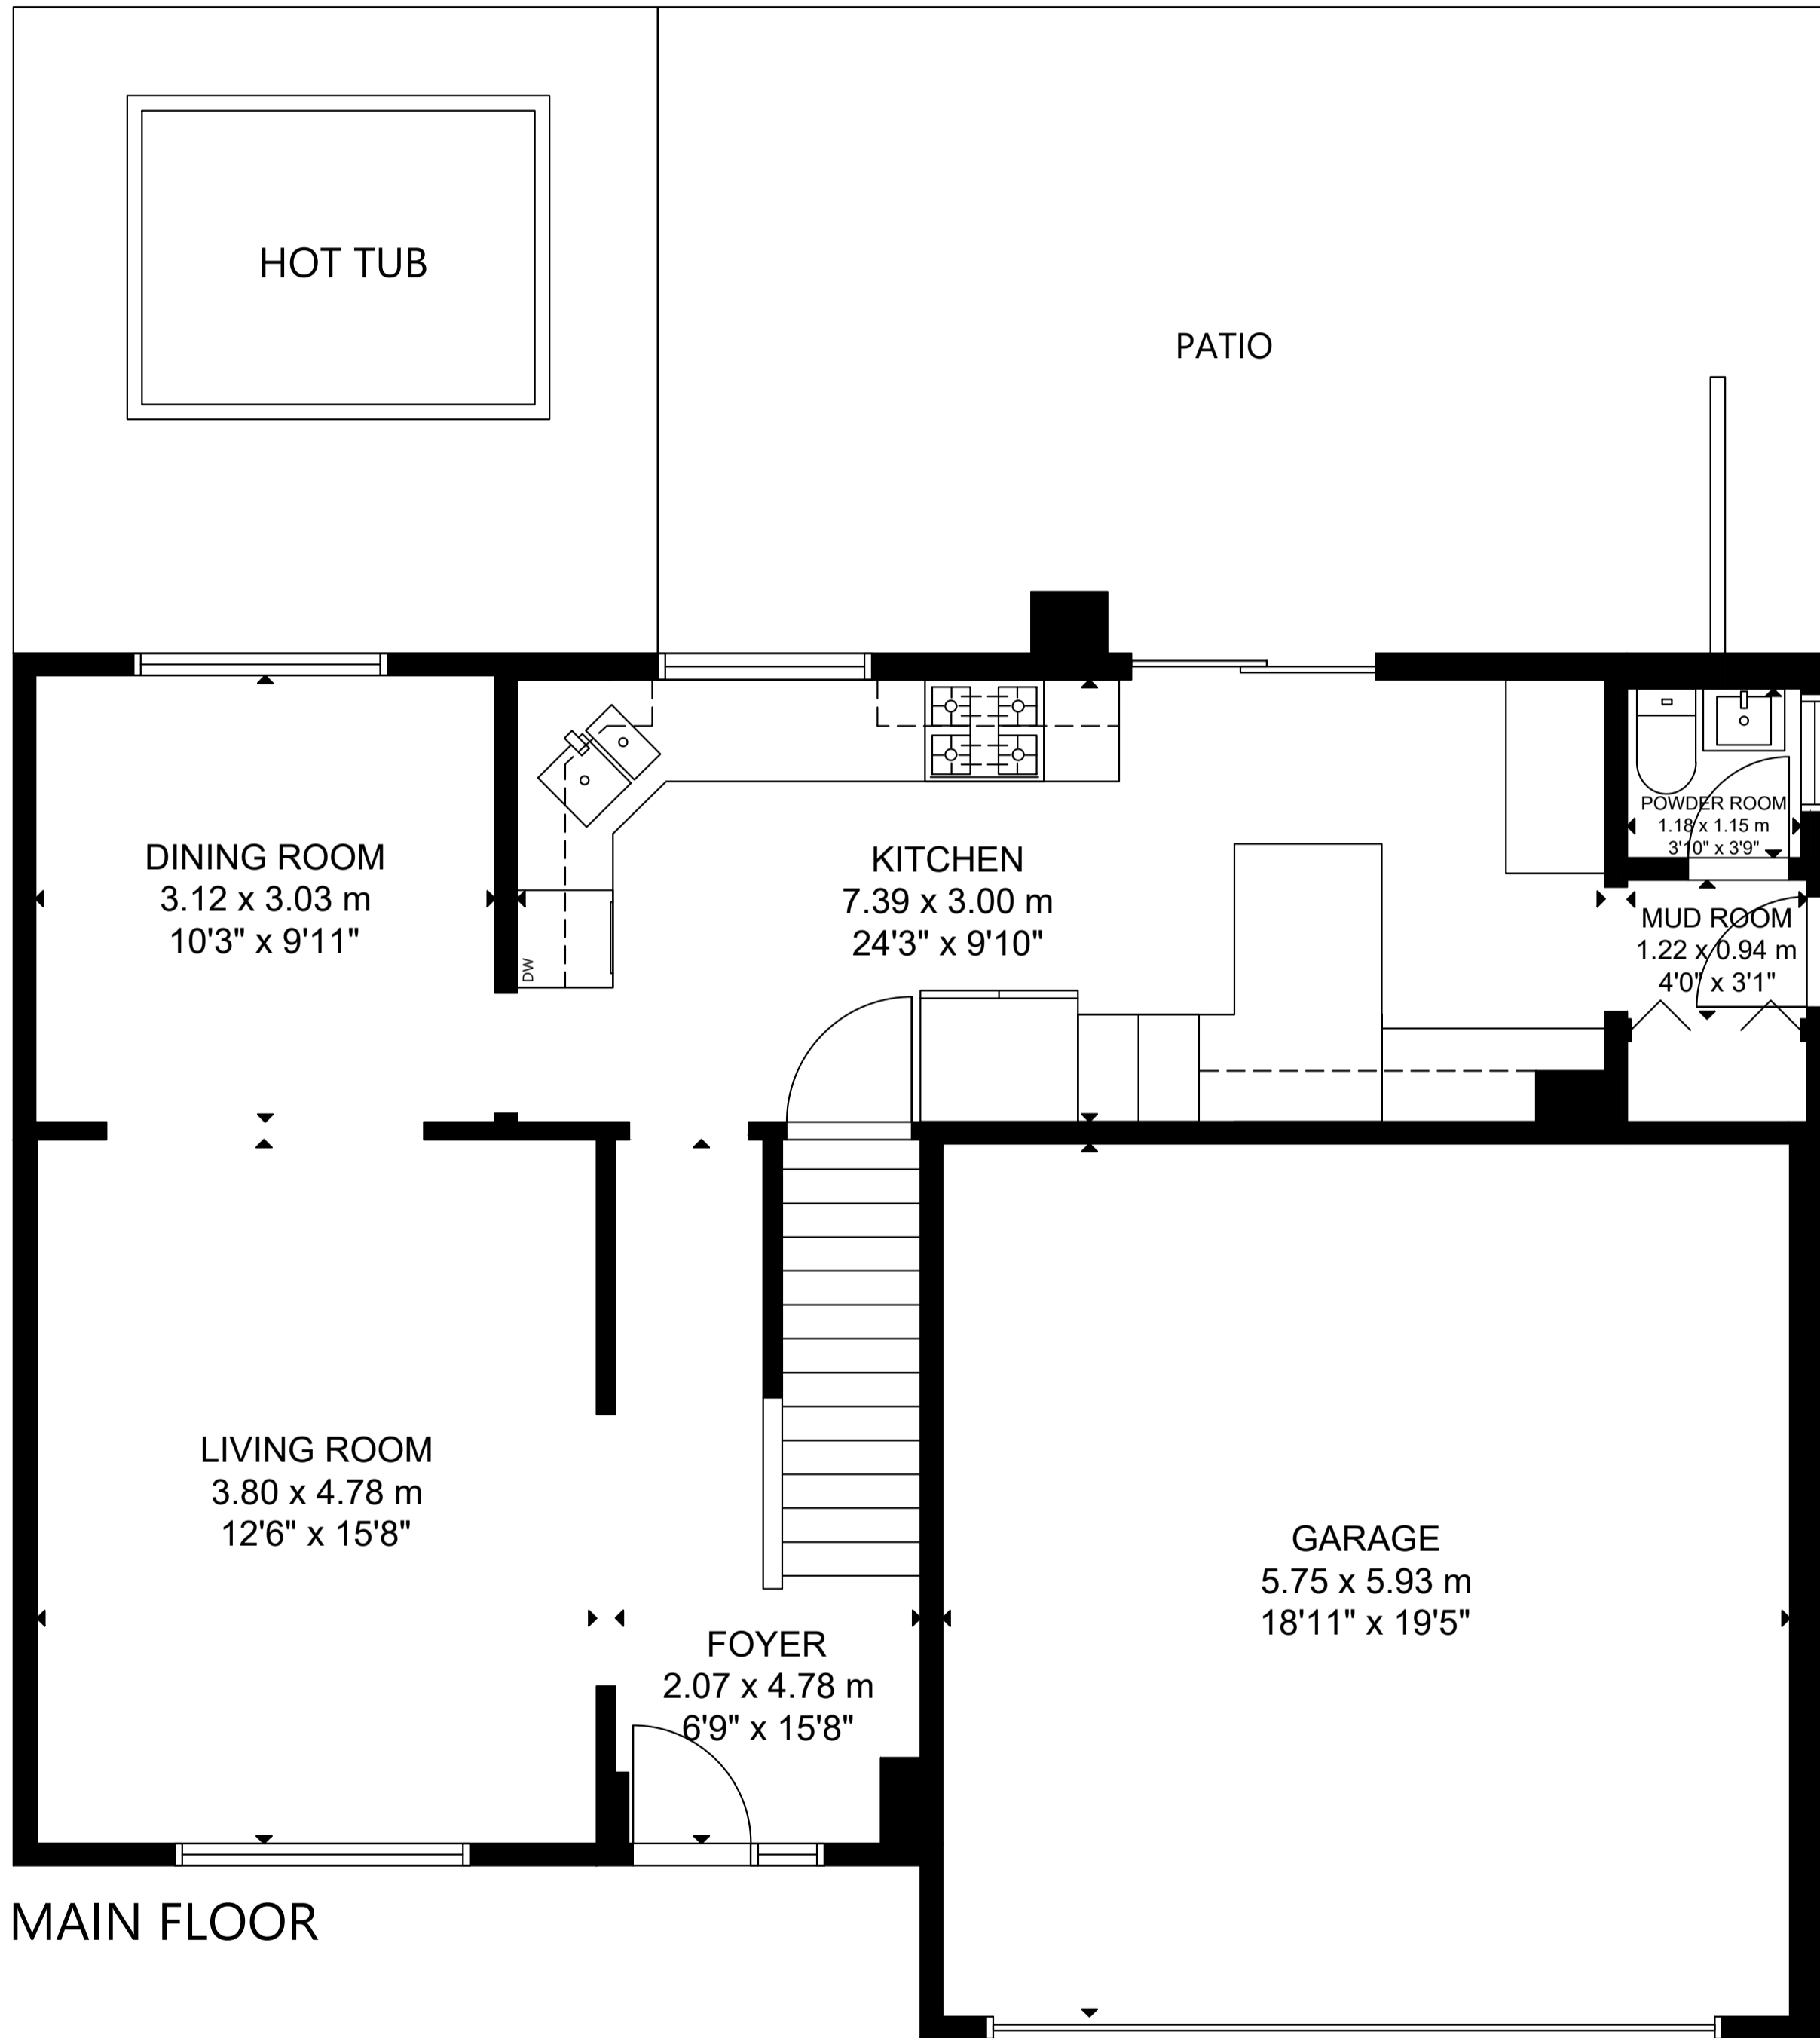 HOT TUB
PATIO
DINING ROOM
3.12 x 3.03 m
10'3" x 9'11"
KITCHEN
7.39 x 3.00 m
24'3" x 9'10"
POWDER ROOM
1.18 x 1.15 m
3'10" x 3'9"
MUD ROOM
1.22 x 0.94 m
4'0" x 3'1"
DW
LIVING ROOM
3.80 x 4.78 m
12'6" x 15'8"
GARAGE
5.75 x 5.93 m
18'11" x 19'5"
FOYER
2.07 x 4.78 m
6'9" x 15'8"
MAIN FLOOR